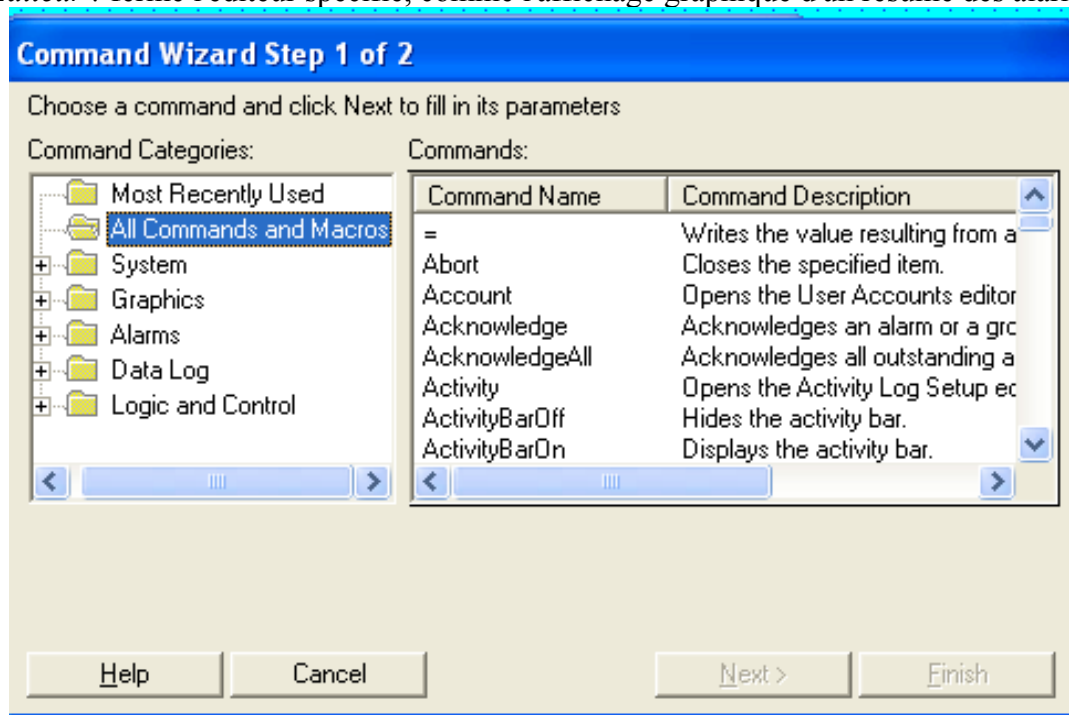 Command Wizard Step 1 of 2
Choose a command and click Next to fill in its parameters
Command Categories:
Commands:
Most Recently Used
All Commands and Macros
System
Graphics
Alarms
Data Log
Logic and Control
Command Name Command Description
= Writes the value resulting from a
Abort Closes the specified item.
Account Opens the User Accounts editor
Acknowledge Acknowledges an alarm or a
AcknowledgeAll Acknowledges all outstanding a
Activity Opens the Activity Log Setup
ActivityBarOff Hides the activity bar.
ActivityBarOn Displays the activity bar.
Help Cancel Next > Finish